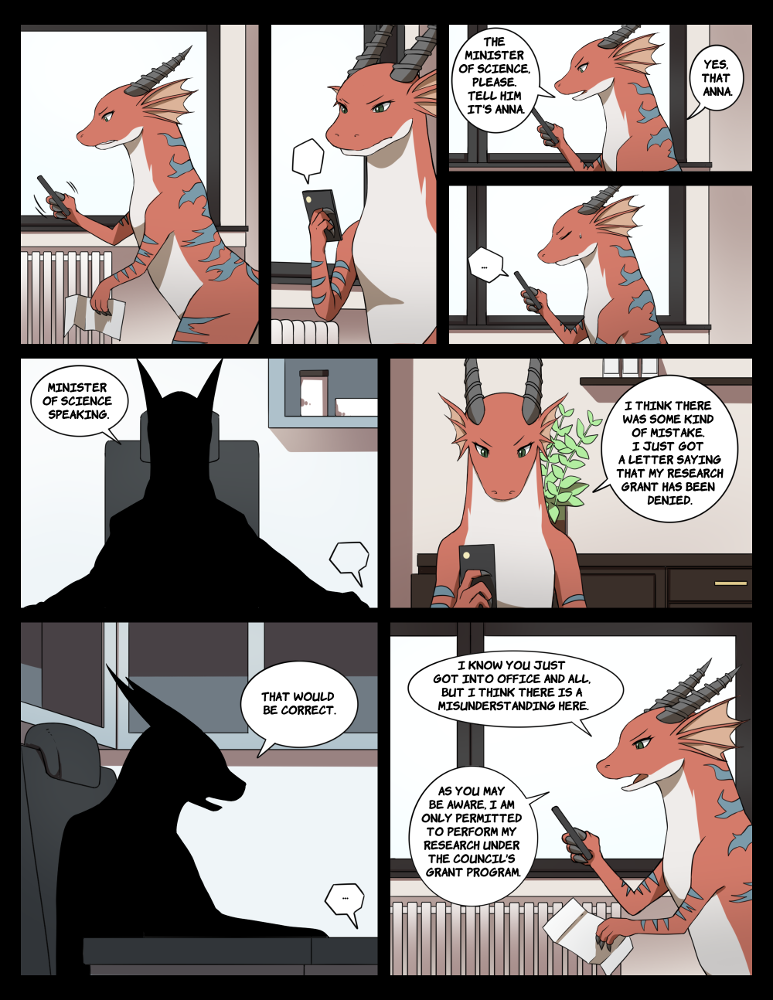 THE
MINISTER
OF SCIENCE,
PLEASE.
TELL HIM
IT'S ANNA.
YES,
THAT
ANNA.
...
MINISTER
OF SCIENCE
SPEAKING.
I THINK THERE
WAS SOME KIND
OF MISTAKE.
I JUST GOT
A LETTER SAYING
THAT MY RESEARCH
GRANT HAS BEEN
DENIED.
THAT WOULD
BE CORRECT.
...
I KNOW YOU JUST
GOT INTO OFFICE AND ALL,
BUT I THINK THERE IS A
MISUNDERSTANDING HERE.
AS YOU MAY
BE AWARE, I AM
ONLY PERMITTED
TO PERFORM MY
RESEARCH UNDER
THE COUNCIL'S
GRANT PROGRAM.